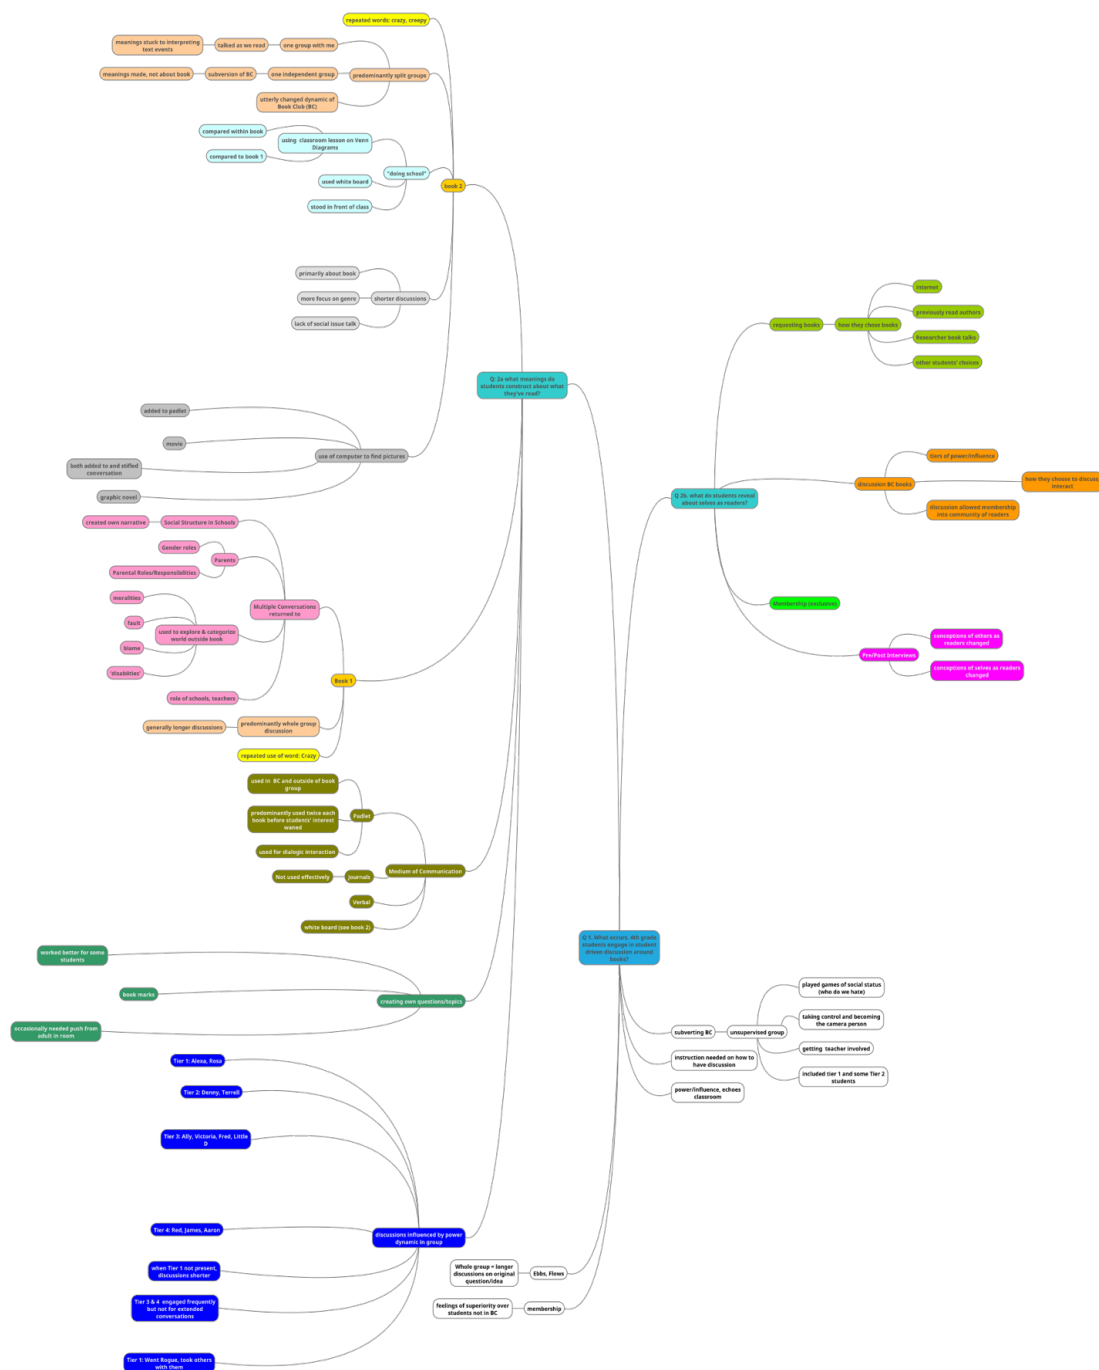 repeated words: crazy, creepy
meanings stuck to interpreting
text events
talked as we read
one group with me
meanings made, not about book
subversion of BC
one independent group
predominantly split groups
utterly changed dynamic of
Book Club (BC)
compared within book
using classroom lesson on Venn
Diagrams
compared to book 1
"doing school"
used white board
stood in front of class
book 2
primarily about book
more focus on genre
shorter discussions
lack of social issue talk
added to padlet
movie
use of computer to find pictures
both added to and stifled
conversation
graphic novel
Q: 2a what meanings do
students construct about what
they've read?
created own narrative
Social Structure in Schools
Gender roles
Parents
Parental Roles/Responsibilities
moralities
fault
blame
'disabilities'
used to explore & categorize
world outside book
Multiple Conversations
returned to
role of schools, teachers
Book 1
generally longer discussions
predominantly whole group
discussion
repeated use of word: Crazy
used in BC and outside of book
group
predominantly used twice each
book before students' interest
waned
Padlet
used for dialogic interaction
Medium of Communication
Not used effectively
Journals
Verbal
white board (see book 2)
worked better for some
students
book marks
creating own questions/topics
occasionally needed push from
adult in room
Tier 1: Alexa, Rosa
Tier 2: Denny, Terrell
Tier 3: Ally, Victoria, Fred, Little
D
Tier 4: Red, James, Aaron
discussions influenced by power
dynamic in group
when Tier 1 not present,
discussions shorter
Tier 3 & 4 engaged frequently
but not for extended
conversations
Tier 1: Went Rogue, took others
with them
internet
previously read authors
requesting books
how they chose books
Researcher book talks
other students' choices
tiers of power/influence
discussion BC books
how they choose to discuss
interact
discussion allowed membership
into community of readers
Q 2b. what do students reveal
about selves as readers?
Membership (exclusive)
conceptions of others as
readers changed
Pre/Post Interviews
conceptions of selves as readers
changed
Q 1. What occurs 4th grade
students engage in student
driven discussion around
books?
played games of social status
(who do we hate)
taking control and becoming
the camera person
subverting BC
unsupervised group
getting teacher involved
included tier 1 and some Tier 2
students
instruction needed on how to
have discussion
power/influence, echoes
classroom
Whole group = longer
discussions on original
question/idea
Ebbs, Flows
feelings of superiority over
students not in BC
membership